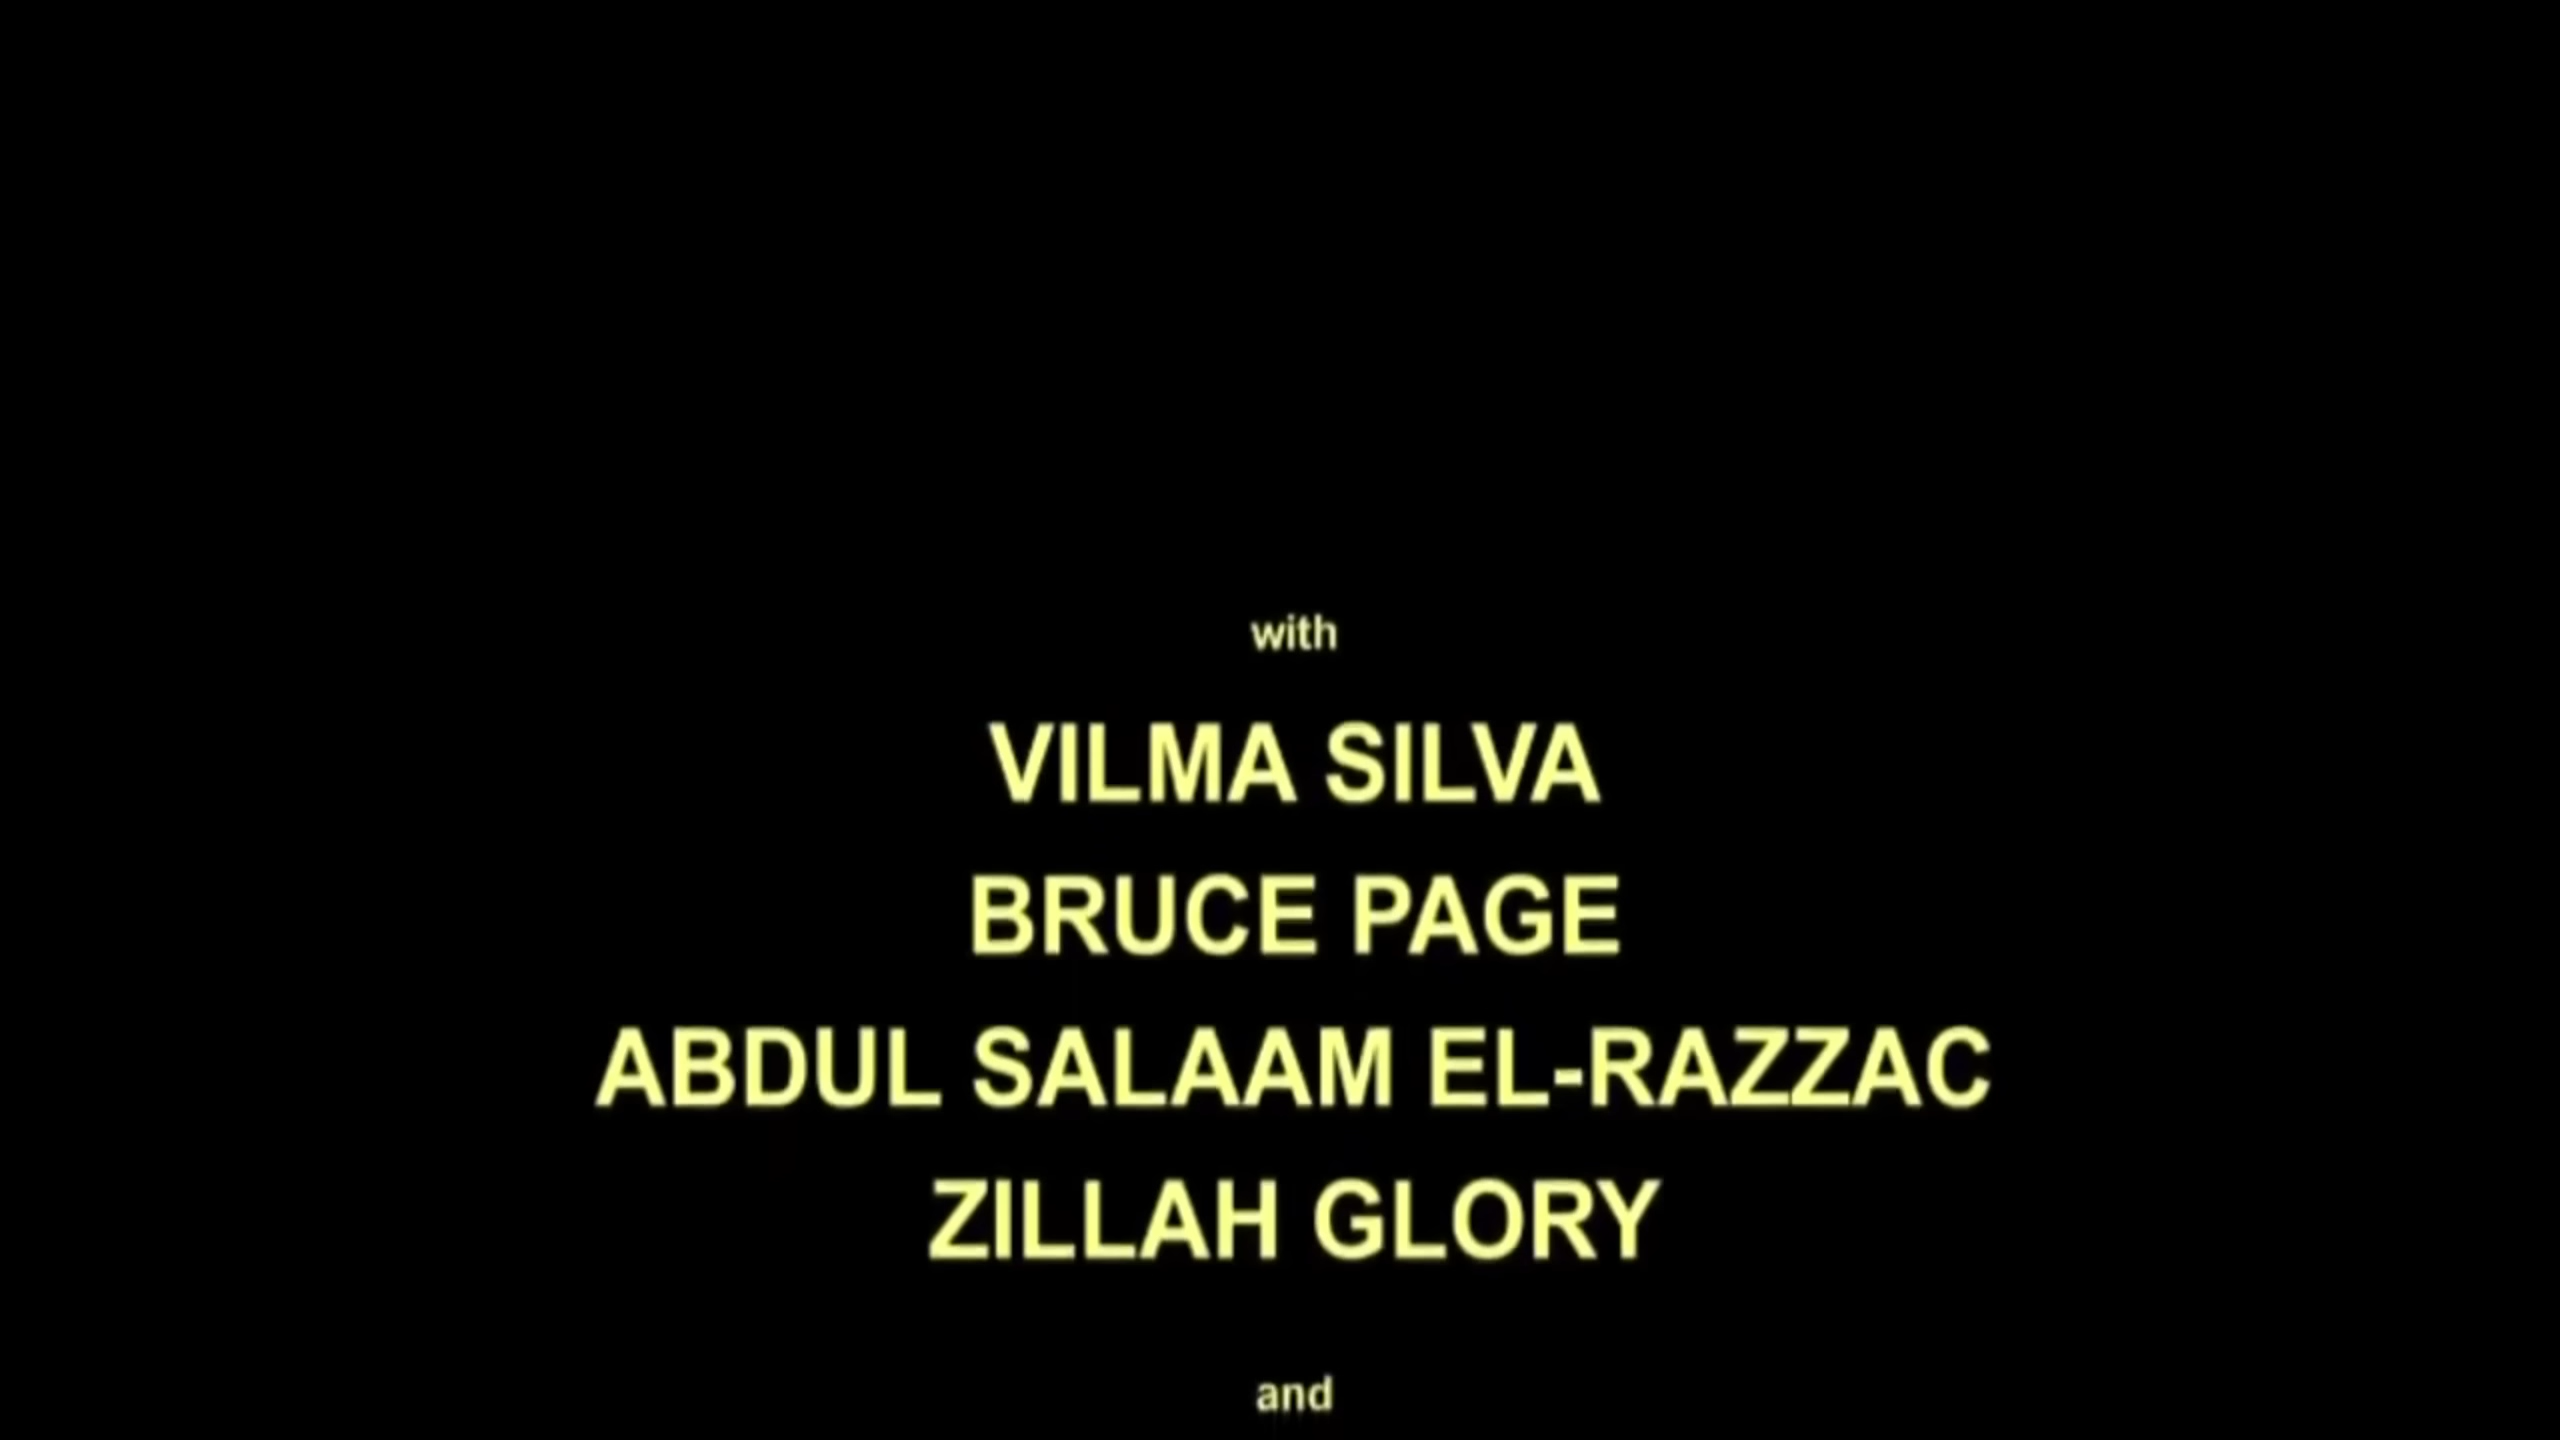 with
VILMA SILVA
BRUCE PAGE
ABDUL SALAAM EL-RAZZAC
ZILLAH GLORY
and